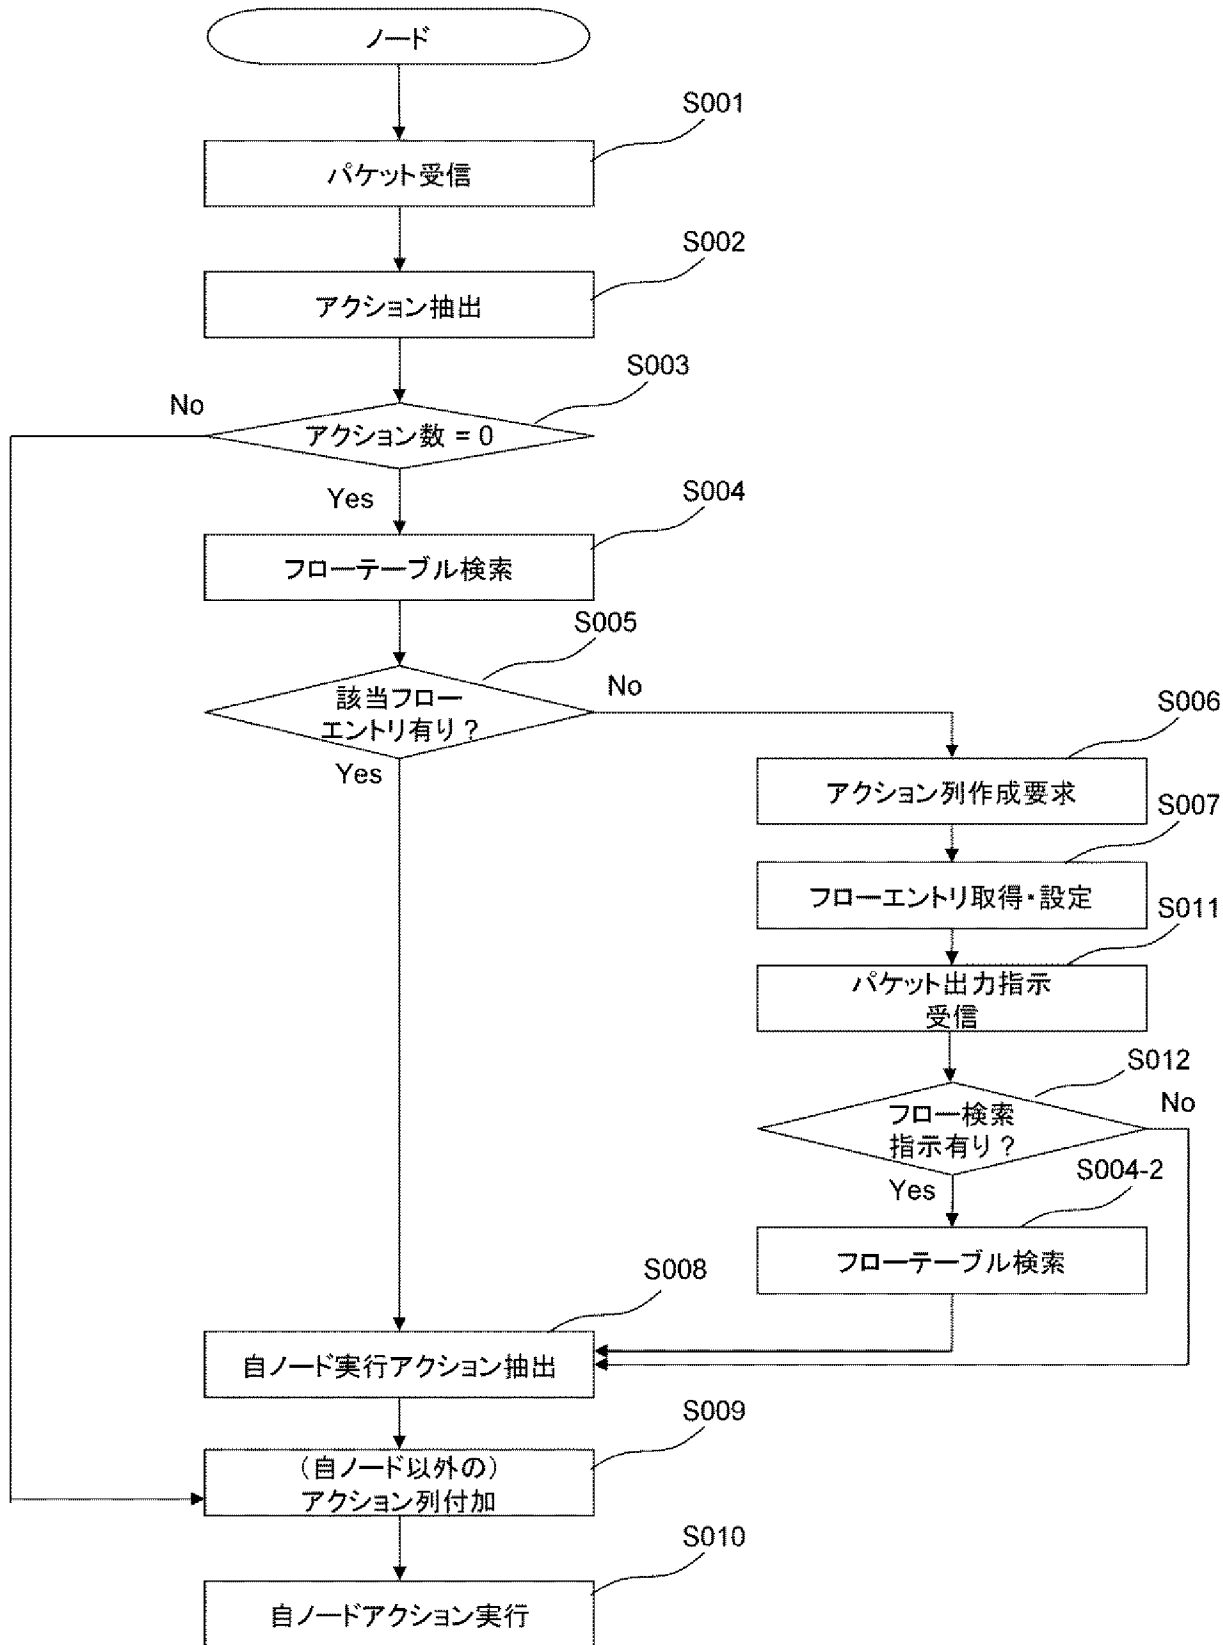 ノード
S001
パケット受信
S002
アクション抽出
S003
No
アクション数 = 0
Yes
S004
フローテーブル検索
S005
該当フロー
エントリ有り?
No
Yes
S006
アクション列作成要求
S007
フローエントリ取得・設定
S011
パケット出力指示
受信
S012
フロー検索
指示有り?
No
Yes
S004-2
フローテーブル検索
S008
自ノード実行アクション抽出
S009
(自ノード以外の)
アクション列付加
S010
自ノードアクション実行